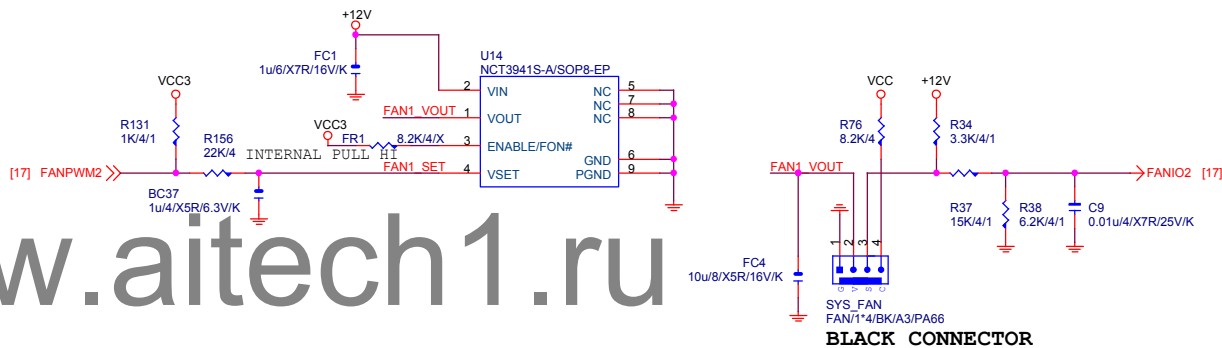 +12V
FC1
1u/6/X7R/16V/K
U14
NCT3941S-A/SOP8-EP
2 VIN
NC 5
NC 7
FAN1_VOUT 1 VOUT
NC 8
VCC3
FR1 8.2K/4/X 3 ENABLE/FON#
INTERNAL PULL HI
GND 6
FAN1_SET 4 VSET
PGND 9
VCC3
R131
1K/4/1
R156
22K/4
[17] FANPWM2
BC37
1u/4/X5R/6.3V/K
VCC
+12V
R76
8.2K/4
R34
3.3K/4/1
FAN1_VOUT
FANIO2 [17]
R37
15K/4/1
R38
6.2K/4/1
C9
0.01u/4/X7R/25V/K
1 2 3 4
FC4
10u/8/X5R/16V/K
G V S C
SYS_FAN
FAN/1*4/BK/A3/PA66
BLACK CONNECTOR
w.aitech1.ru